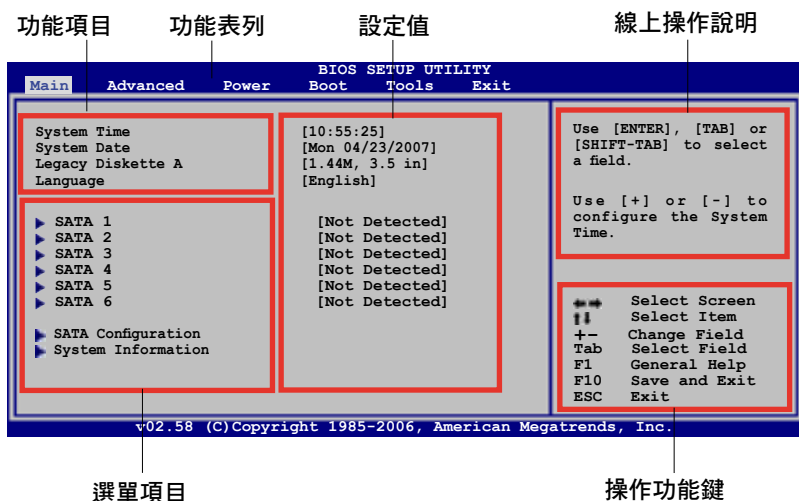 功能項目 功能表列 設定值 線上操作說明
BIOS SETUP UTILITY
Main Advanced Power Boot Tools Exit
System Time [10:55:25]
System Date [Mon 04/23/2007]
Legacy Diskette A [1.44M, 3.5 in]
Language [English]
SATA 1 [Not Detected]
SATA 2 [Not Detected]
SATA 3 [Not Detected]
SATA 4 [Not Detected]
SATA 5 [Not Detected]
SATA 6 [Not Detected]
SATA Configuration
System Information
Use [ENTER], [TAB] or
[SHIFT-TAB] to select
a field.
Use [+] or [-] to
configure the System
Time.
←→ Select Screen
↑↓ Select Item
+- Change Field
Tab Select Field
F1 General Help
F10 Save and Exit
ESC Exit
v02.58 (C)Copyright 1985-2006, American Megatrends, Inc.
選單項目 操作功能鍵